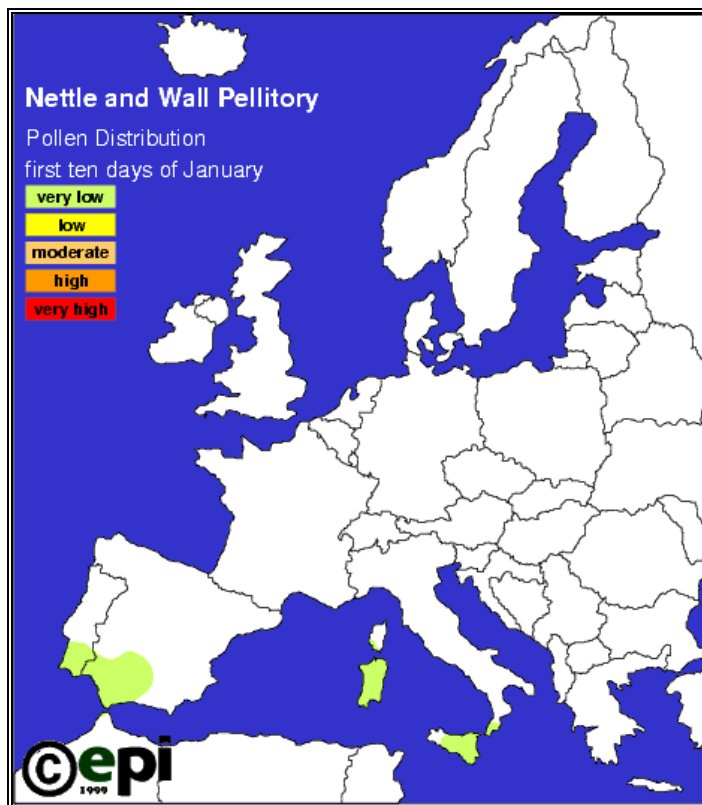 Nettle and Wall Pellitory
Pollen Distribution
first ten days of January
very low
low
moderate
high
very high
©epi
1999